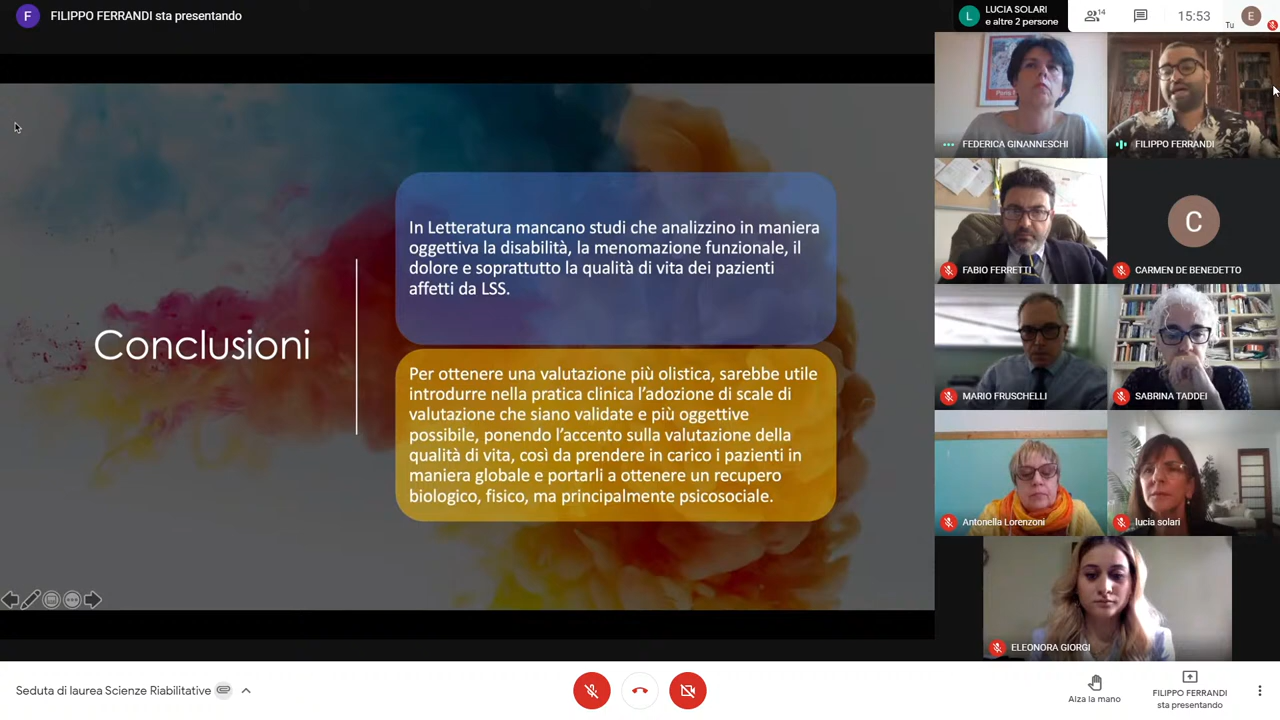 F FILIPPO FERRANDI sta presentando
L LUCIA SOLARI
e altre 2 persone
14
15:53
Tu
E
FEDERICA GINANNESCHI
FILIPPO FERRANDI
FABIO FERRETTI
C
CARMEN DE BENEDETTO
MARIO FRUSCHELLI
SABRINA TADDEI
Antonella Lorenzoni
lucia solari
ELEONORA GIORGI
Conclusioni
In Letteratura mancano studi che analizzino in maniera
oggettiva la disabilità, la menomazione funzionale, il
dolore e soprattutto la qualità di vita dei pazienti
affetti da LSS.
Per ottenere una valutazione più olistica, sarebbe utile
introdurre nella pratica clinica l'adozione di scale di
valutazione che siano validate e più oggettive
possibile, ponendo l'accento sulla valutazione della
qualità di vita, così da prendere in carico i pazienti in
maniera globale e portarli a ottenere un recupero
biologico, fisico, ma principalmente psicosociale.
Seduta di laurea Scienze Riabilitative
Alza la mano
FILIPPO FERRANDI
sta presentando